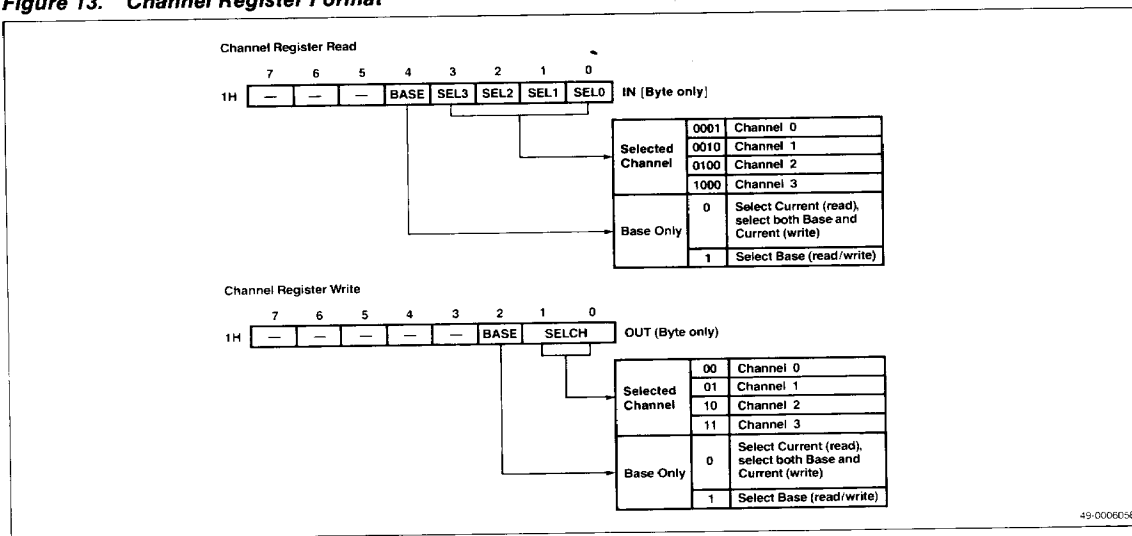 Figure 13. Channel Register Format
Channel Register Read
7 6 5 4 3 2 1 0
1H — — — BASE SEL3 SEL2 SEL1 SEL0 IN [Byte only]
Selected Channel
0001 Channel 0
0010 Channel 1
0100 Channel 2
1000 Channel 3
Base Only
0 Select Current (read),
select both Base and
Current (write)
1 Select Base (read/write)
Channel Register Write
7 6 5 4 3 2 1 0
1H — — — — — BASE SELCH OUT (Byte only)
Selected Channel
00 Channel 0
01 Channel 1
10 Channel 2
11 Channel 3
Base Only
0 Select Current (read),
select both Base and
Current (write)
1 Select Base (read/write)